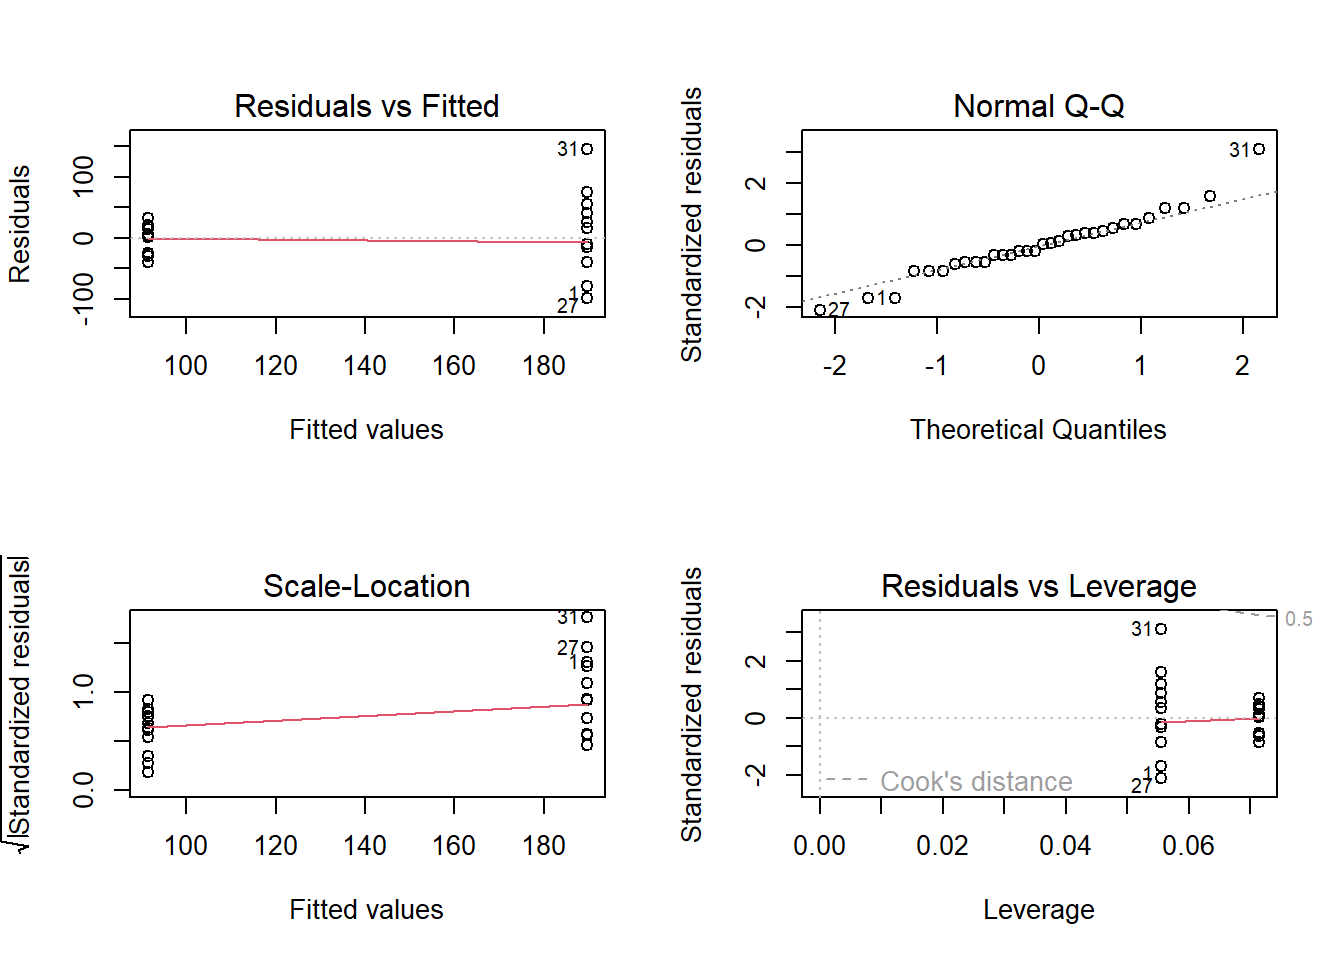 Residuals vs Fitted
Residuals
-100 0 100
31
1
27
100 120 140 160 180
Fitted values
Normal Q-Q
Standardized residuals
-2 0 2
31
27
1
-2 -1 0 1 2
Theoretical Quantiles
Scale-Location
√|Standardized residuals|
0.0 1.0
31
27
1
100 120 140 160 180
Fitted values
Residuals vs Leverage
Standardized residuals
-2 0 2
0.5
31
1
27
Cook's distance
0.00 0.02 0.04 0.06
Leverage